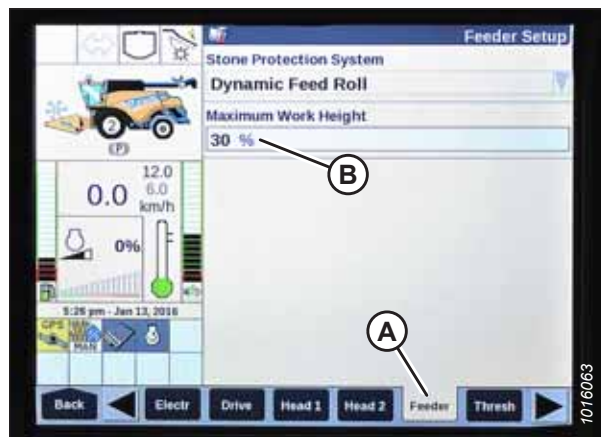 Feeder Setup
Stone Protection System
Dynamic Feed Roll
Maximum Work Height
30 %
B
2
(P)
12.0
0.0 6.0
km/h
0%
E
5:26 pm - Jan 13, 2016
GPS
MAN
A
Back Electr Drive Head 1 Head 2 Feeder Thresh
1016063